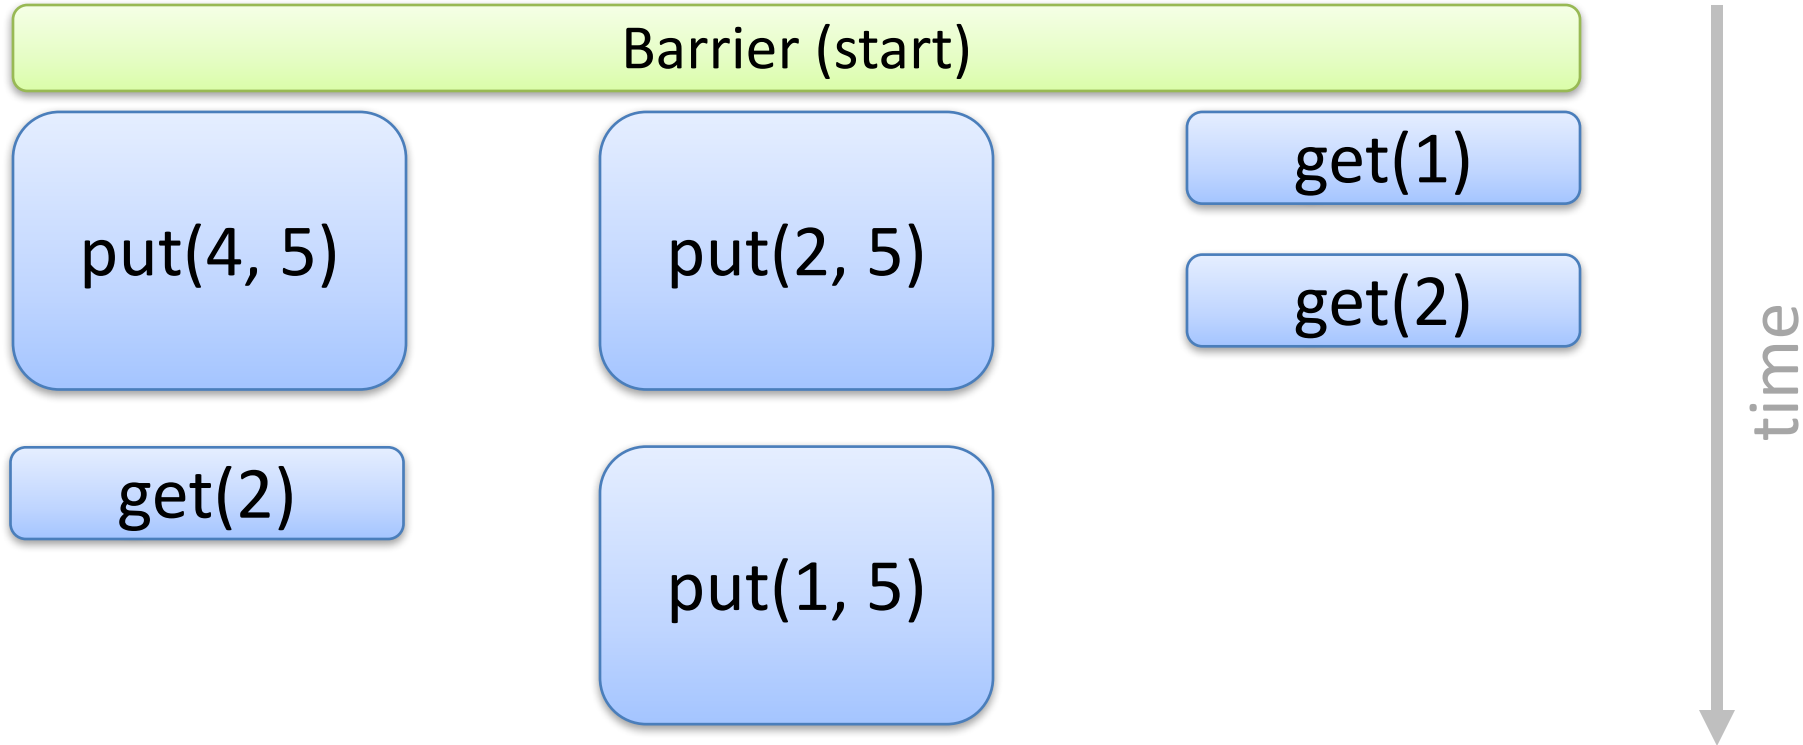 Barrier (start)
put(4, 5)
put(2, 5)
get(1)
get(2)
get(2)
put(1, 5)
time